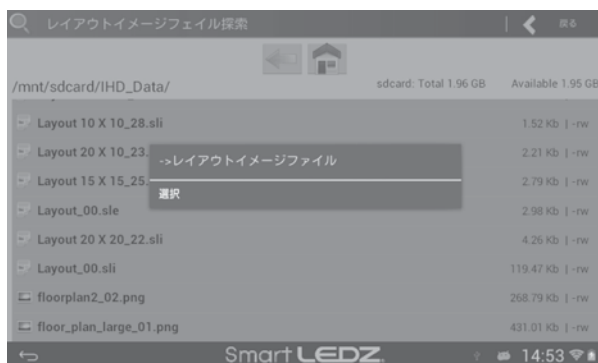 レイアウトイメージフェイル探索
戻る
/mnt/sdcard/IHD_Data/
sdcard: Total 1.96 GB Available 1.95 GB
Layout 10 X 10_28.sli 1.52 Kb | -rw
Layout 20 X 10_23. 2.21 Kb | -rw
->レイアウトイメージファイル
Layout 15 X 15_25. 2.79 Kb | -rw
選択
Layout_00.sle 2.98 Kb | -rw
Layout 20 X 20_22.sli 4.26 Kb | -rw
Layout_00.sli 119.47 Kb | -rw
floorplan2_02.png 268.79 Kb | -rw
floor_plan_large_01.png 431.01 Kb | -rw
Smart LEDZ 14:53